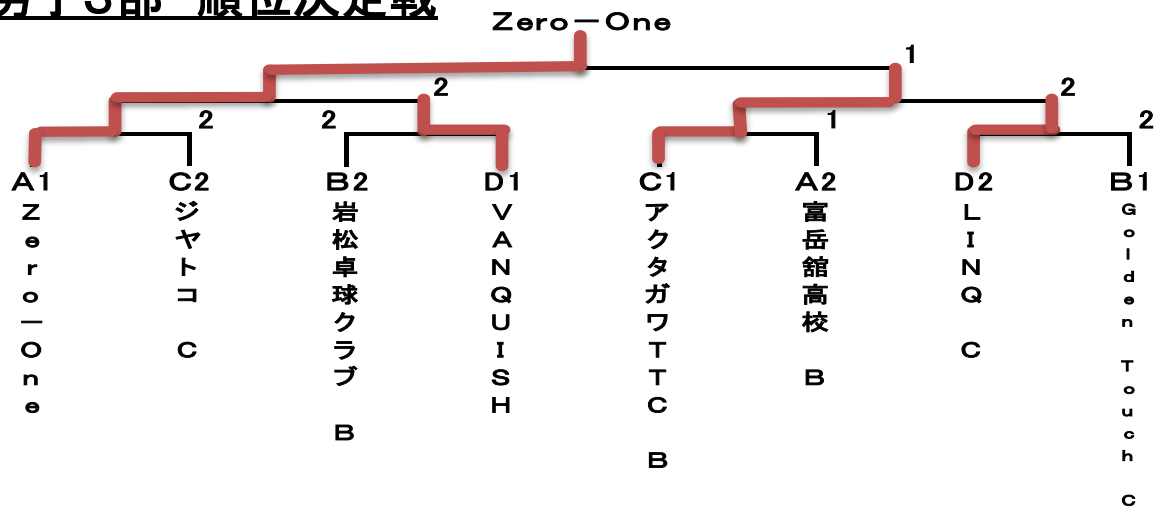 男子3部 順位決定戦
Zero－One
1
2
2
2
2
1
2
A1
C2
B2
D1
C1
A2
D2
B1
Zero－One
ジヤトコ C
岩松卓球クラブ B
VANQUISH
アクタガワTTC B
富岳舘高校 B
LINQ C
Golden Touch C